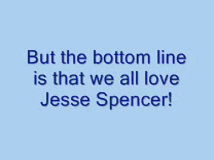 But the bottom line
is that we all love
Jesse Spencer!